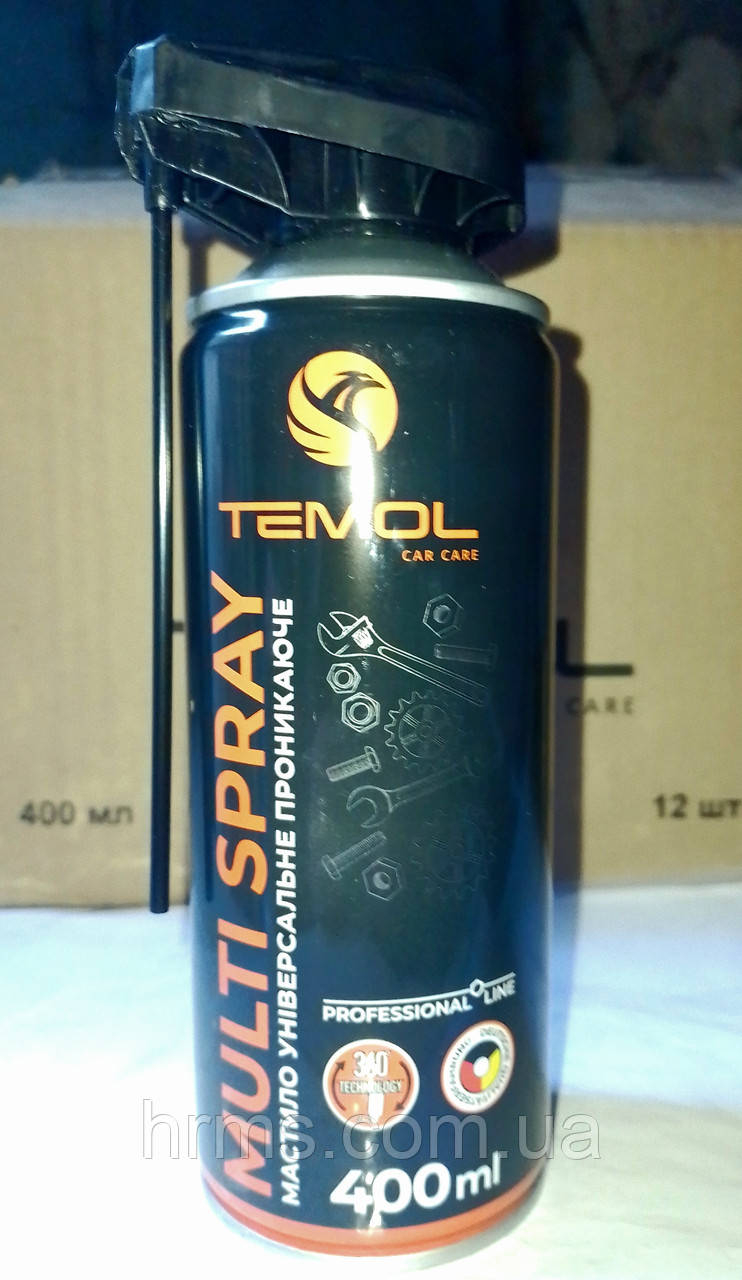 TEMOL
CAR CARE
MULTI SPRAY
МАСТИЛО УНІВЕРСАЛЬНЕ ПРОНИКАЮЧЕ
PROFESSIONAL LINE
360°
TECHNOLOGY
DEUTSCHE
400ml
L
CARE
400 мл
12 шт
hrms.com.ua